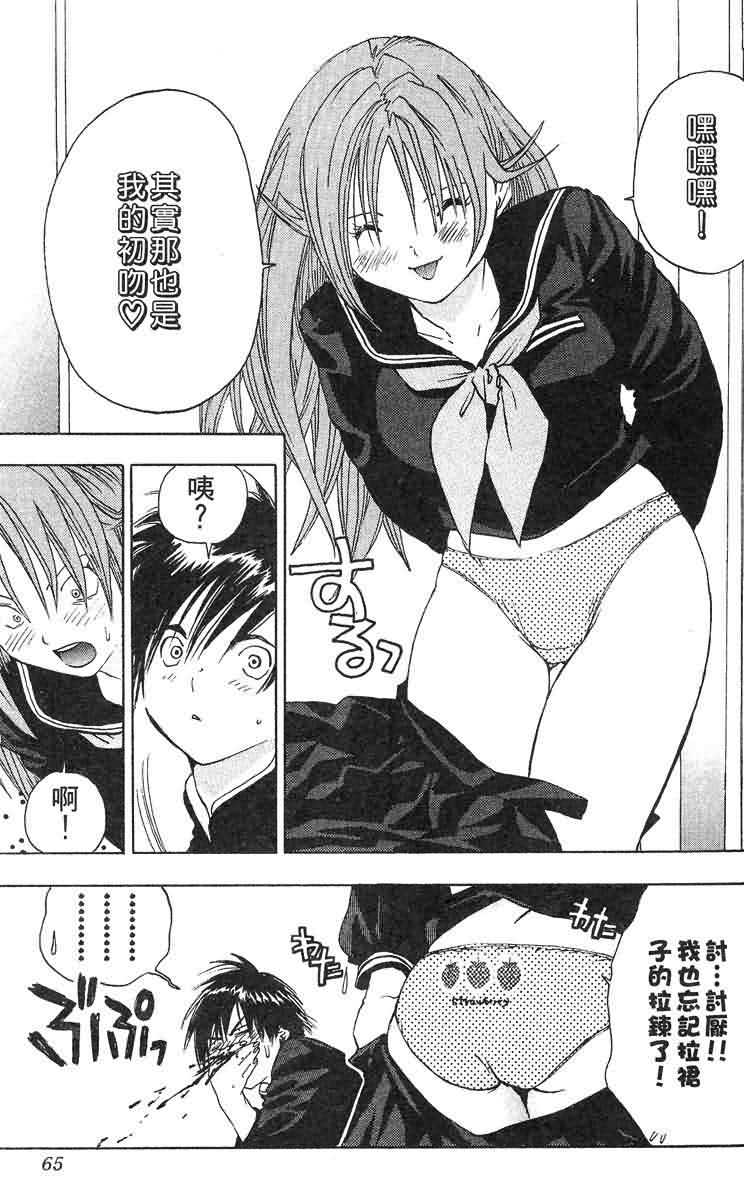 嘿嘿嘿！
其實那也是
我的初吻♡
するっ
咦？
啊！
討…討厭!!
我也忘記拉裙
子的拉鍊了！
わたた
わたた
strawberry
………………
ぶぷっ
65